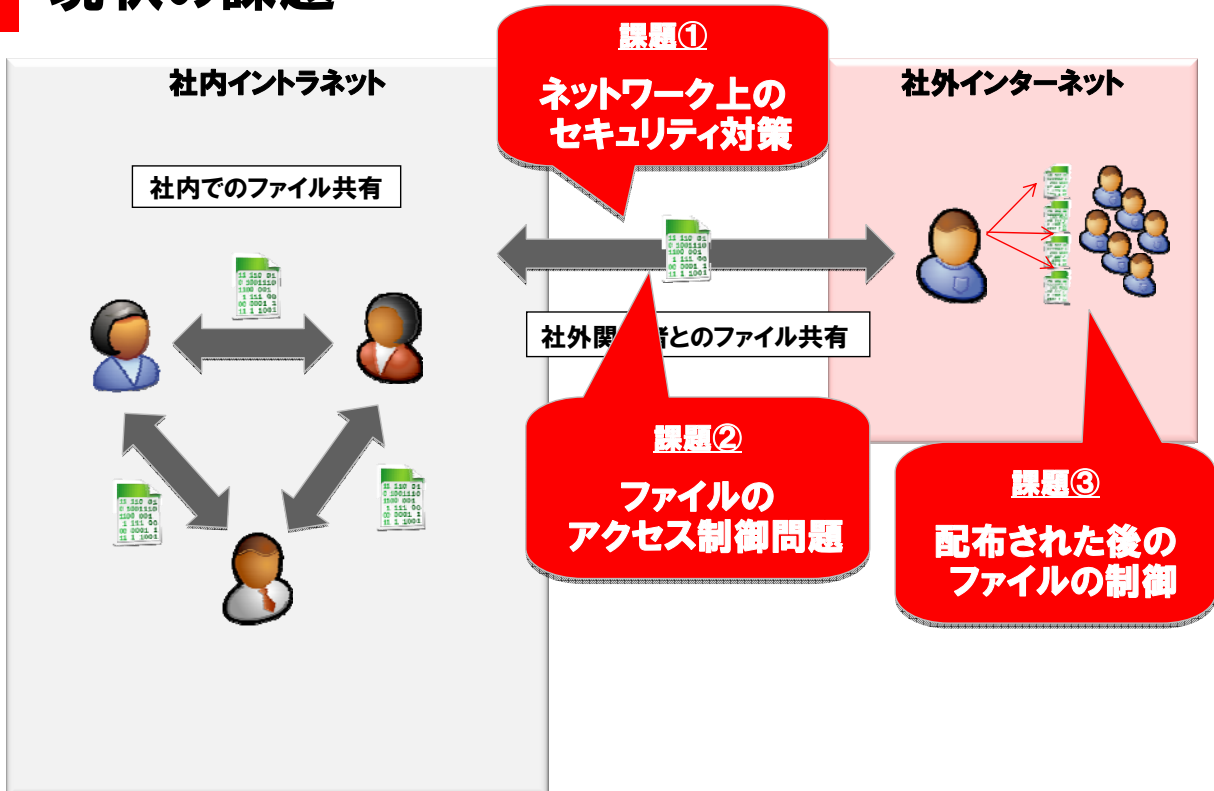 の課題
課題①
ネットワーク上の
セキュリティ対策
社内イントラネット
社外インターネット
社内でのファイル共有
社外関 者とのファイル共有
課題②
ファイルの
アクセス制御問題
課題③
配布された後の
ファイルの制御